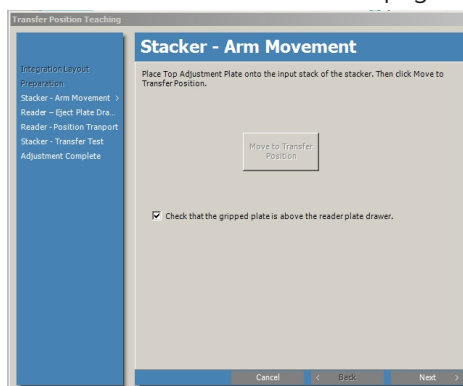 Transfer Position Teaching
Stacker - Arm Movement
Integration Layout
Preparation
Stacker - Arm Movement >
Reader – Eject Plate Dra...
Reader - Position Tranport
Stacker - Transfer Test
Adjustment Complete
Place Top Adjustment Plate onto the input stack of the stacker. Then click Move to
Transfer Position.
Move to Transfer
Position
Check that the gripped plate is above the reader plate drawer.
Cancel < Back Next >